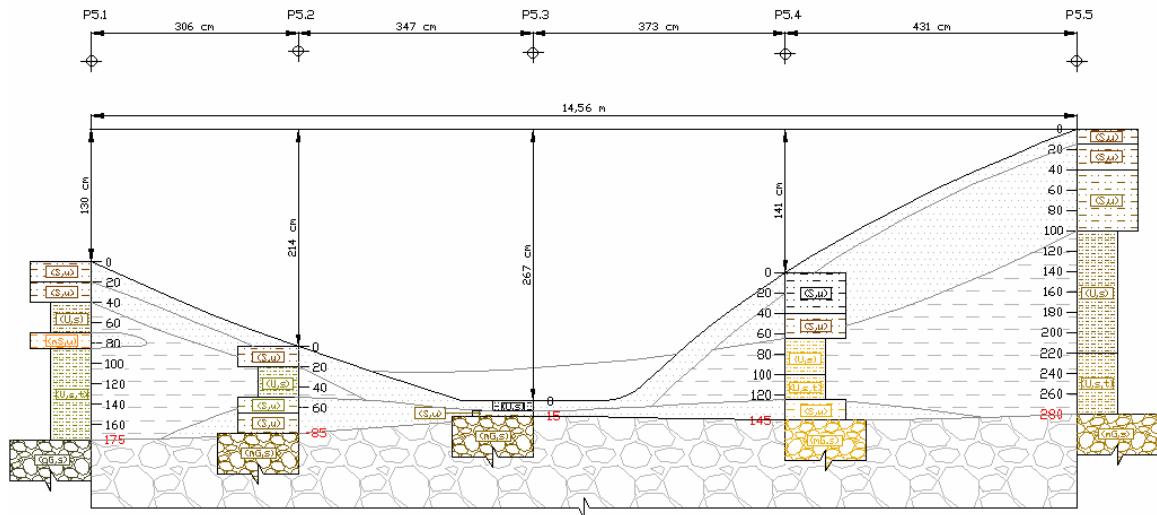 P5.1 P5.2 P5.3 P5.4 P5.5
306 cm 347 cm 373 cm 431 cm
14,56 m
130 cm
214 cm
267 cm
141 cm
0
20
40
60
80
100
120
140
160
175
(S,u)
(S,u)
(U,s)
(mS,u)
(U,s,t)
(gG,s)
0
20
40
60
85
(S,u)
(U,s)
(S,u)
(S,u)
(mG,s)
0
15
(U,s)
(S,u)
(mG,s)
0
20
40
60
80
100
120
145
(S,u)
(S,u)
(U,s)
(U,s,t)
(S,u)
(mG,s)
0
20
40
60
80
100
120
140
160
180
200
220
240
260
280
(S,u)
(S,u)
(S,u)
(U,s)
(U,s,t)
(mG,s)